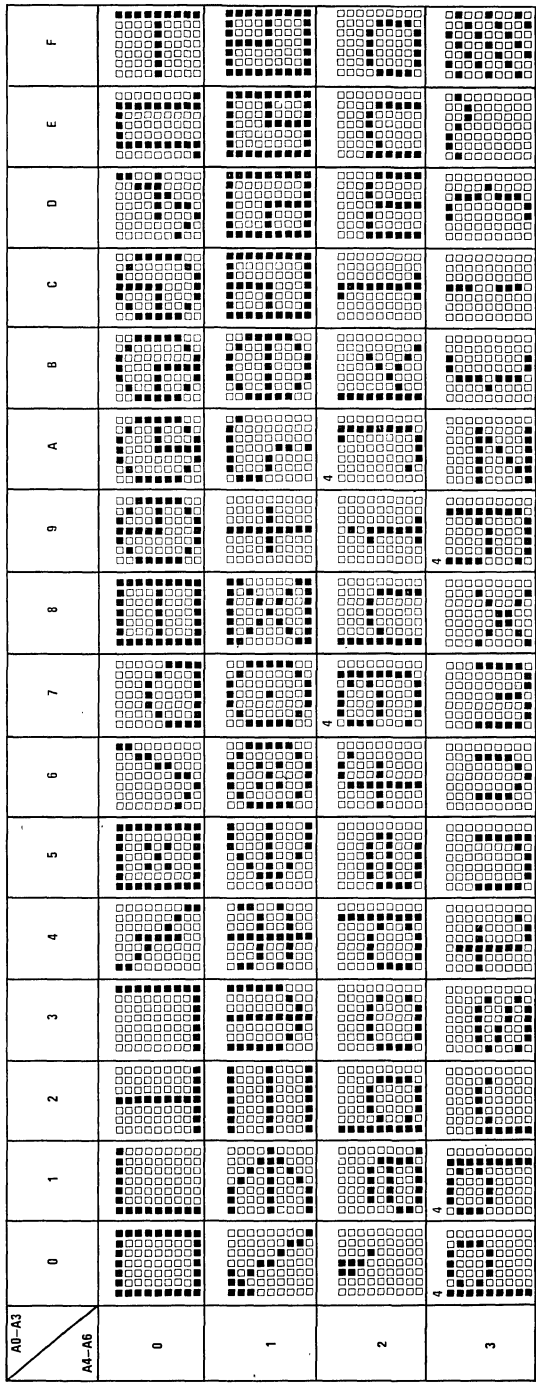 A0–A3 0 1 2 3 4 5 6 7 8 9 A B C D E F
A4–A6
0
1
2 ` a b c d e f 4 g h i 4 j k l m n o
3 4 p 4 q r s t u v w x 4 y z { | } ~